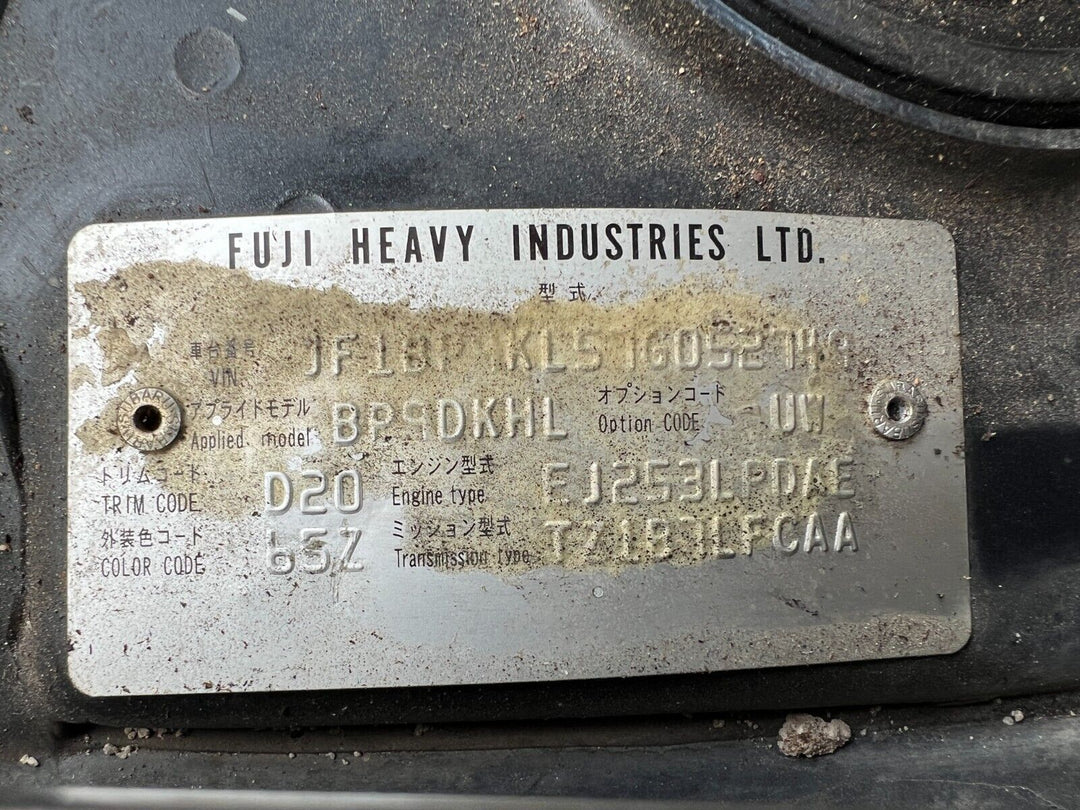 FUJI HEAVY INDUSTRIES LTD.
型式
車台番号
VIN
アプライドモデル オプションコード
Applied model BP9DKHL Option CODE UW
トリムコード エンジン型式
TRIM CODE D20 Engine type EJ253LPDAE
外装色コード ミッション型式
COLOR CODE 65Z Transmission type TZ1B7LFCAA